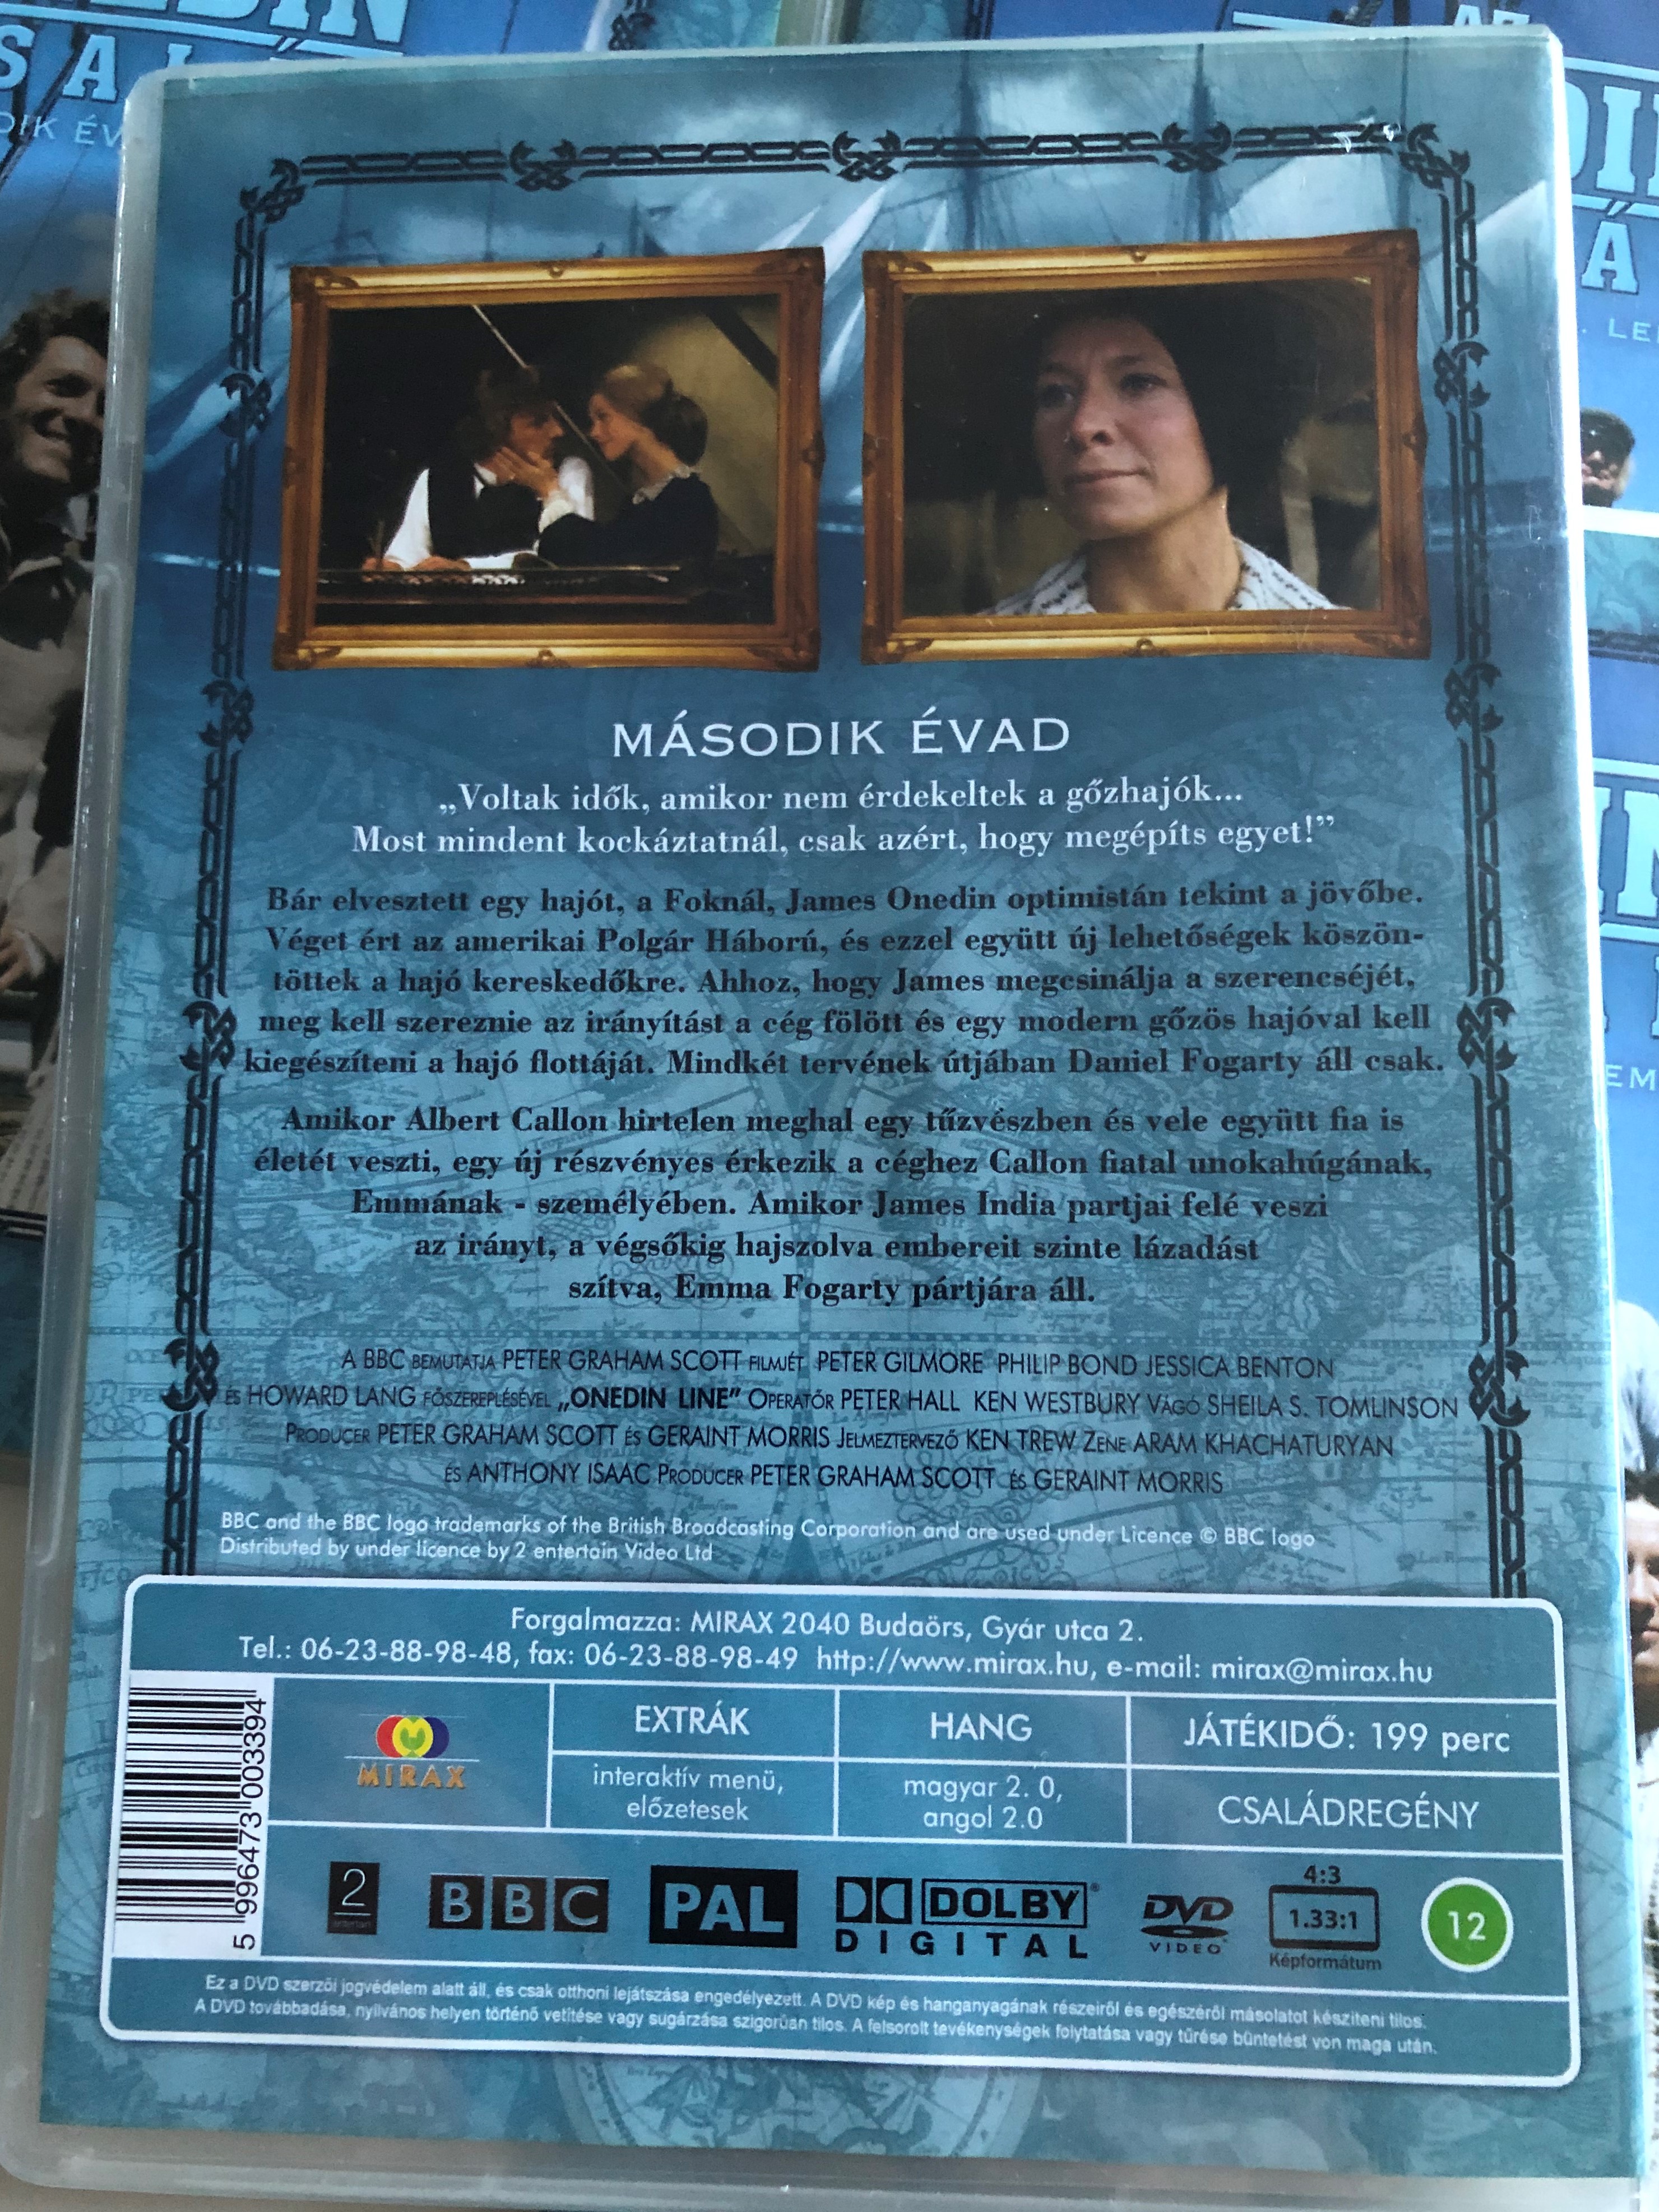 EDIN
SAL
DIK ÉV
AZ
DI
Á
. LE
IN
EM
MÁSODIK ÉVAD
„Voltak idők, amikor nem érdekeltek a gőzhajók...
Most mindent kockáztatnál, csak azért, hogy megépíts egyet!”
Bár elvesztett egy hajót, a Foknál, James Onedin optimistán tekint a jövőbe.
Véget ért az amerikai Polgár Háború, és ezzel együtt új lehetőségek köszön-
töttek a hajó kereskedőkre. Ahhoz, hogy James megcsinálja a szerencséjét,
meg kell szereznie az irányítást a cég fölött és egy modern gőzös hajóval kell
kiegészíteni a hajó flottáját. Mindkét tervének útjában Daniel Fogarty áll csak.
Amikor Albert Callon hirtelen meghal egy tűzvészben és vele együtt fia is
életét veszti, egy új részvényes érkezik a céghez Callon fiatal unokahúgának,
Emmának - személyében. Amikor James India partjai felé veszi
az irányt, a végsőkig hajszolva embereit szinte lázadást
szítva, Emma Fogarty pártjára áll.
A BBC BEMUTATJA PETER GRAHAM SCOTT FILMJÉT PETER GILMORE PHILIP BOND JESSICA BENTON
ÉS HOWARD LANG FŐSZEREPLÉSÉVEL „ONEDIN LINE” OPERATŐR PETER HALL KEN WESTBURY VÁGÓ SHEILA S. TOMLINSON
PRODUCER PETER GRAHAM SCOTT ÉS GERAINT MORRIS JELMEZTERVEZŐ KEN TREW ZENE ARAM KHACHATURYAN
ÉS ANTHONY ISAAC PRODUCER PETER GRAHAM SCOTT ÉS GERAINT MORRIS
BBC and the BBC logo trademarks of the British Broadcasting Corporation and are used under Licence © BBC logo
Distributed by under licence by 2 entertain Video Ltd
Forgalmazza: MIRAX 2040 Budaörs, Gyár utca 2.
Tel.: 06-23-88-98-48, fax: 06-23-88-98-49 http://www.mirax.hu, e-mail: mirax@mirax.hu
5 996473 003394
MIRAX
EXTRÁK
interaktív menü,
előzetesek
HANG
magyar 2. 0,
angol 2.0
JÁTÉKIDŐ: 199 perc
CSALÁDREGÉNY
2
entertain
BBC
PAL
DOLBY®
DIGITAL
DVD
VIDEO
4:3
1.33:1
Képformátum
12
Ez a DVD szerzői jogvédelem alatt áll, és csak otthoni lejátszása engedélyezett. A DVD kép és hanganyagának részeiről és egészéről másolatot készíteni tilos.
A DVD továbbadása, nyilvános helyen történő vetítése vagy sugárzása szigorúan tilos. A felsorolt tevékenységek folytatása vagy tűrése büntetést von maga után.